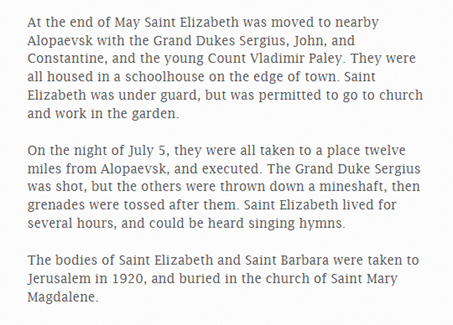 At the end of May Saint Elizabeth was moved to nearby
Alopaevsk with the Grand Dukes Sergius, John, and
Constantine, and the young Count Vladimir Paley. They were
all housed in a schoolhouse on the edge of town. Saint
Elizabeth was under guard, but was permitted to go to church
and work in the garden.
On the night of July 5, they were all taken to a place twelve
miles from Alopaevsk, and executed. The Grand Duke Sergius
was shot, but the others were thrown down a mineshaft, then
grenades were tossed after them. Saint Elizabeth lived for
several hours, and could be heard singing hymns.
The bodies of Saint Elizabeth and Saint Barbara were taken to
Jerusalem in 1920, and buried in the church of Saint Mary
Magdalene.